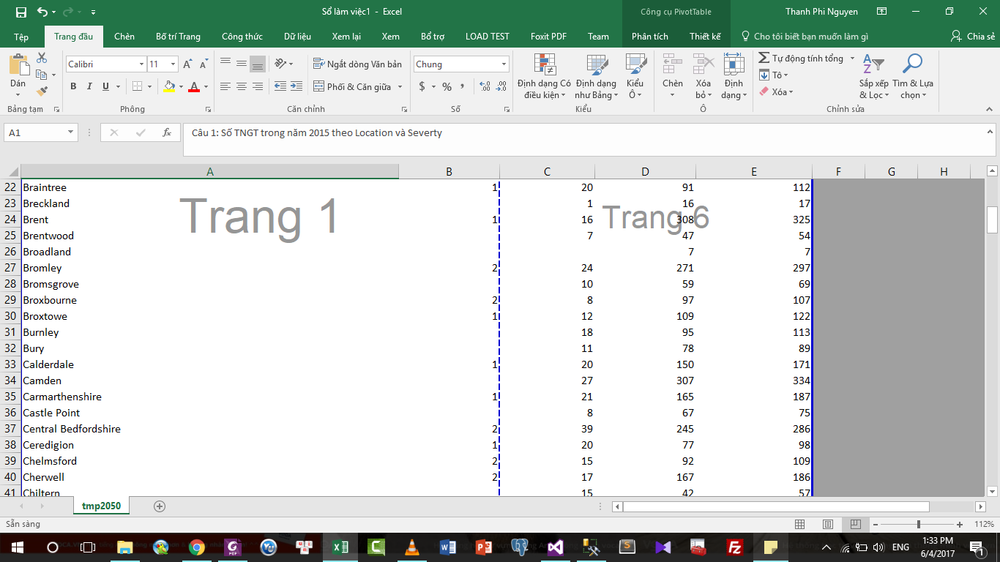 Sổ làm việc1 - Excel
Công cụ PivotTable
Thanh Phi Nguyen
Tệp Trang đầu Chèn Bố trí Trang Công thức Dữ liệu Xem lại Xem Bổ trợ LOAD TEST Foxit PDF Team Phân tích Thiết kế Cho tôi biết bạn muốn làm gì Chia sẻ
Dán
Bảng tạm
Calibri 11
B I U
Phông
Ngắt dòng Văn bản
Phối & Căn giữa
Căn chỉnh
Chung
$ % ,
Số
Định dạng Có điều kiện
Định dạng như Bảng
Kiểu Ô
Kiểu
Chèn
Xóa bỏ
Định dạng
Ô
Tự động tính tổng
Tô
Xóa
Sắp xếp & Lọc
Tìm & Lựa chọn
Chỉnh sửa
A1 fx Câu 1: Số TNGT trong năm 2015 theo Location và Severty
A B C D E F G H
22 Braintree 1 20 91 112
23 Breckland 1 16 17
24 Brent 1 16 308 325
25 Brentwood 7 47 54
26 Broadland 7 7
27 Bromley 2 24 271 297
28 Bromsgrove 10 59 69
29 Broxbourne 2 8 97 107
30 Broxtowe 1 12 109 122
31 Burnley 18 95 113
32 Bury 11 78 89
33 Calderdale 1 20 150 171
34 Camden 27 307 334
35 Carmarthenshire 1 21 165 187
36 Castle Point 8 67 75
37 Central Bedfordshire 2 39 245 286
38 Ceredigion 1 20 77 98
39 Chelmsford 2 15 92 109
40 Cherwell 2 17 167 186
41 Chiltern 15 42 57
Trang 1
Trang 6
tmp2050
Sẵn sàng
112%
ENG
1:33 PM
6/4/2017